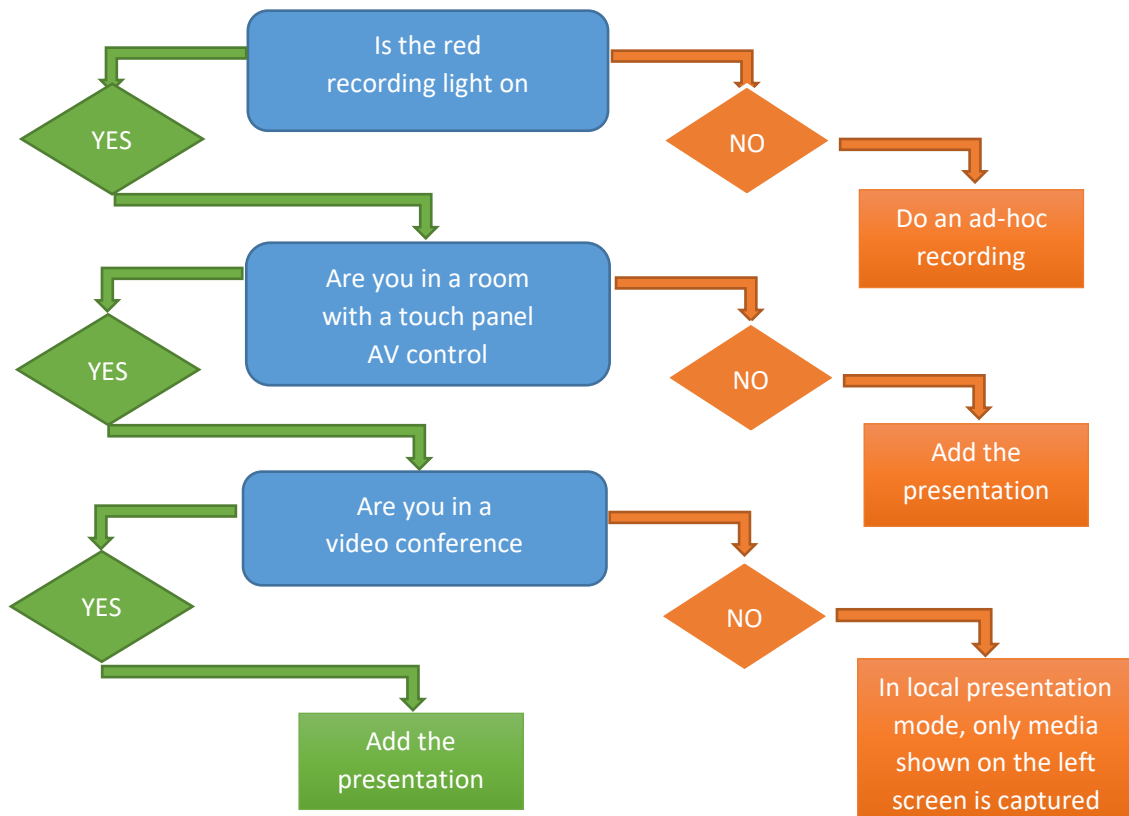 Is the red
recording light on
YES
NO
Do an ad-hoc
recording
Are you in a room
with a touch panel
AV control
YES
NO
Add the
presentation
Are you in a
video conference
YES
NO
In local presentation
mode, only media
shown on the left
screen is captured
Add the
presentation